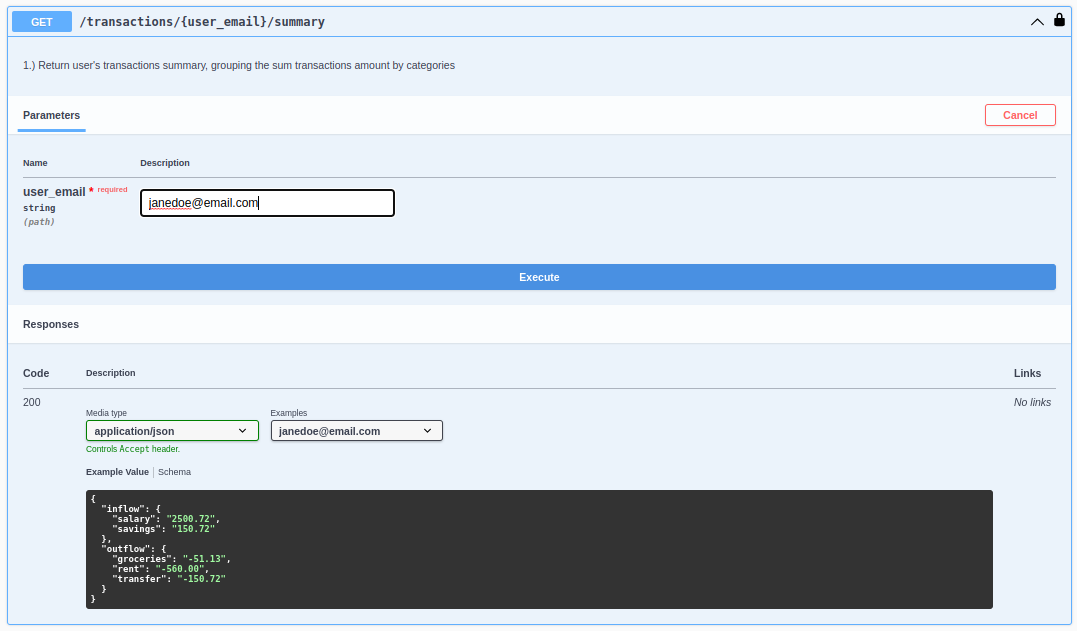 GET /transactions/{user_email}/summary
1.) Return user's transactions summary, grouping the sum transactions amount by categories
Parameters
Cancel
Name Description
user_email * required
string
(path)
janedoe@email.com
Execute
Responses
Code Description Links
200
No links
Media type Examples
application/json janedoe@email.com
Controls Accept header.
Example Value Schema
{
  "inflow": {
    "salary": "2500.72",
    "savings": "150.72"
  },
  "outflow": {
    "groceries": "-51.13",
    "rent": "-560.00",
    "transfer": "-150.72"
  }
}